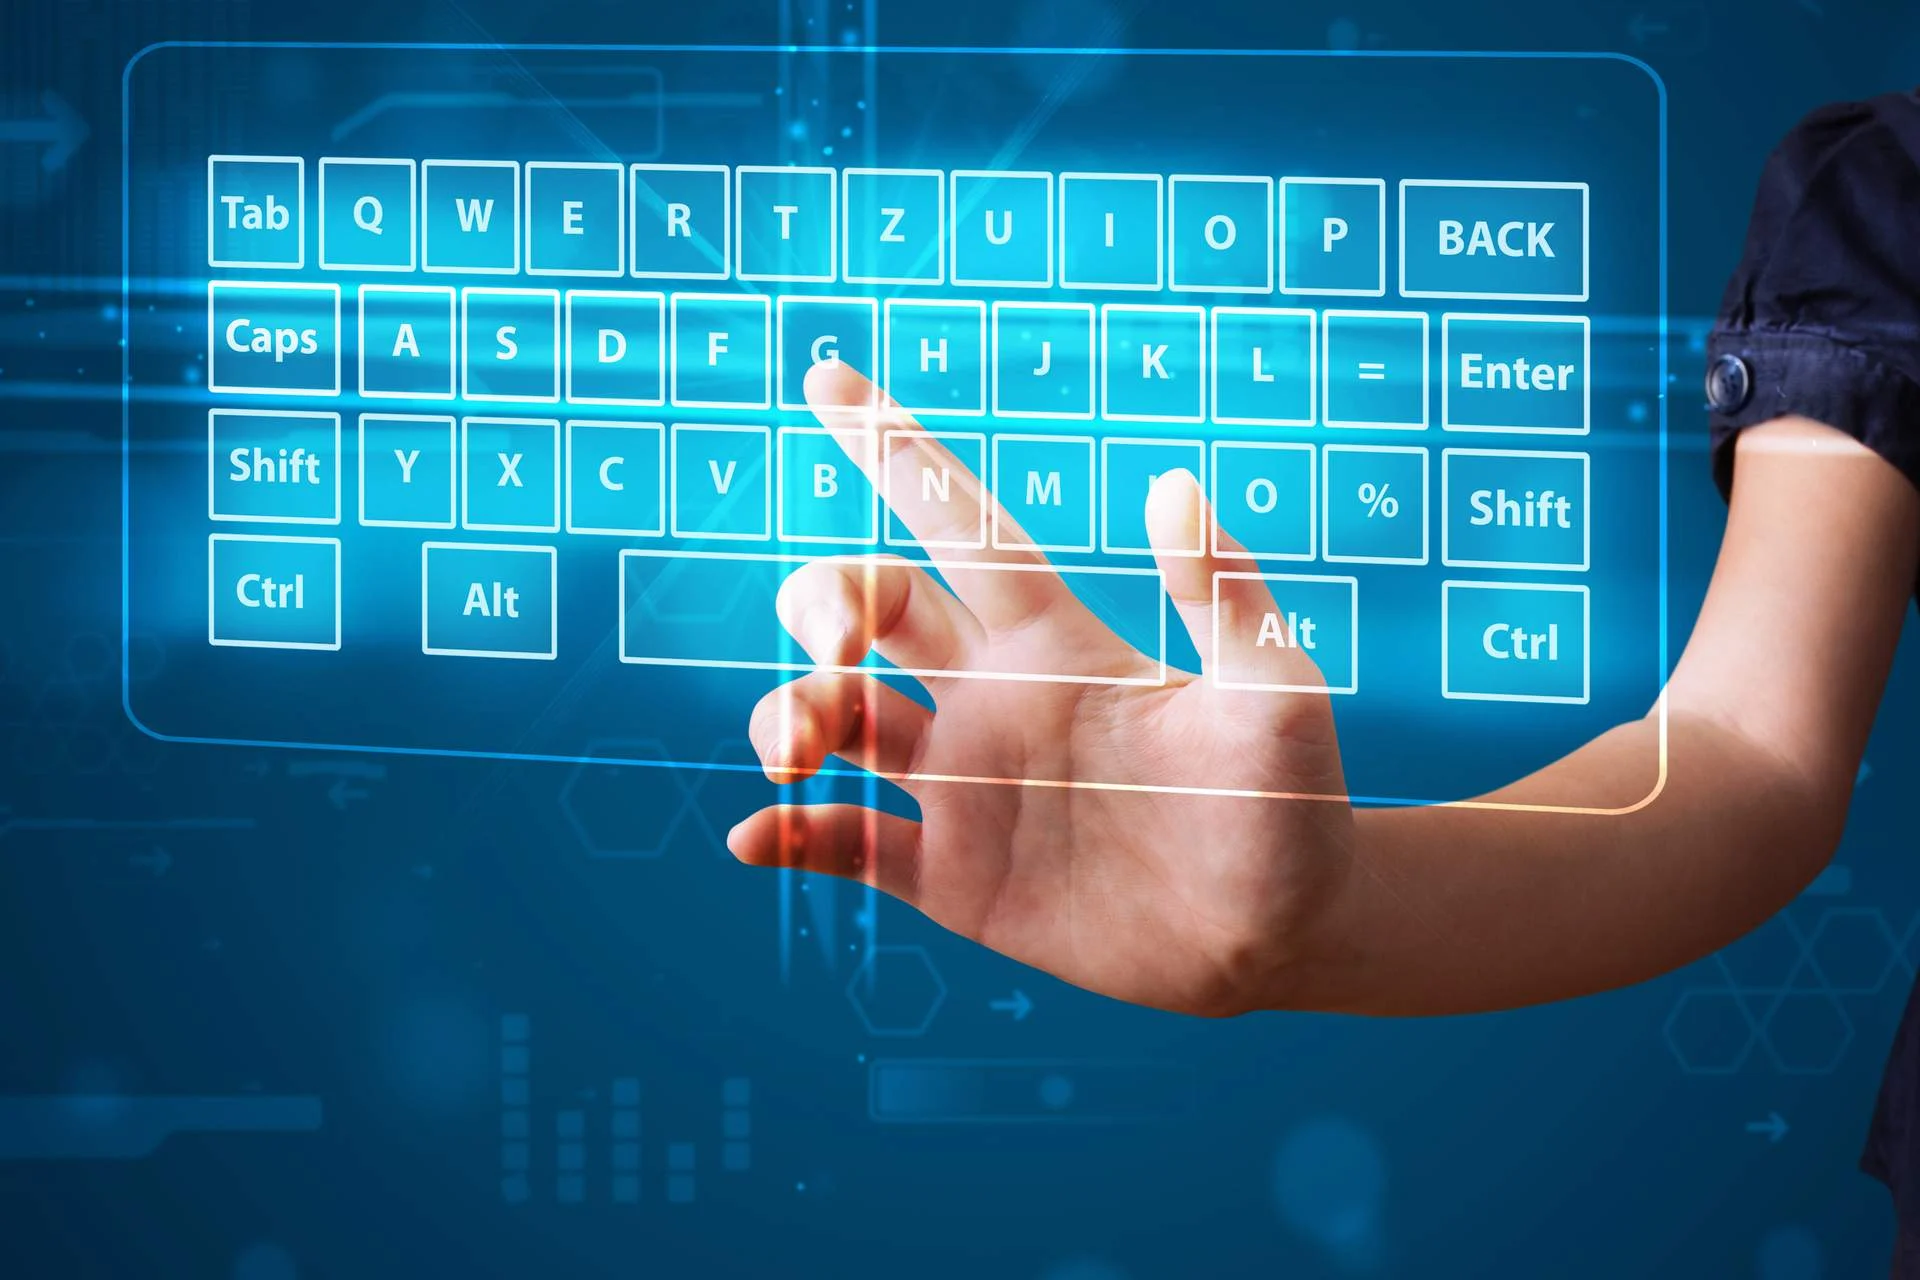 Tab Q W E R T Z U I O P BACK
Caps A S D F G H J K L = Enter
Shift Y X C V B N M O % Shift
Ctrl Alt Alt Ctrl